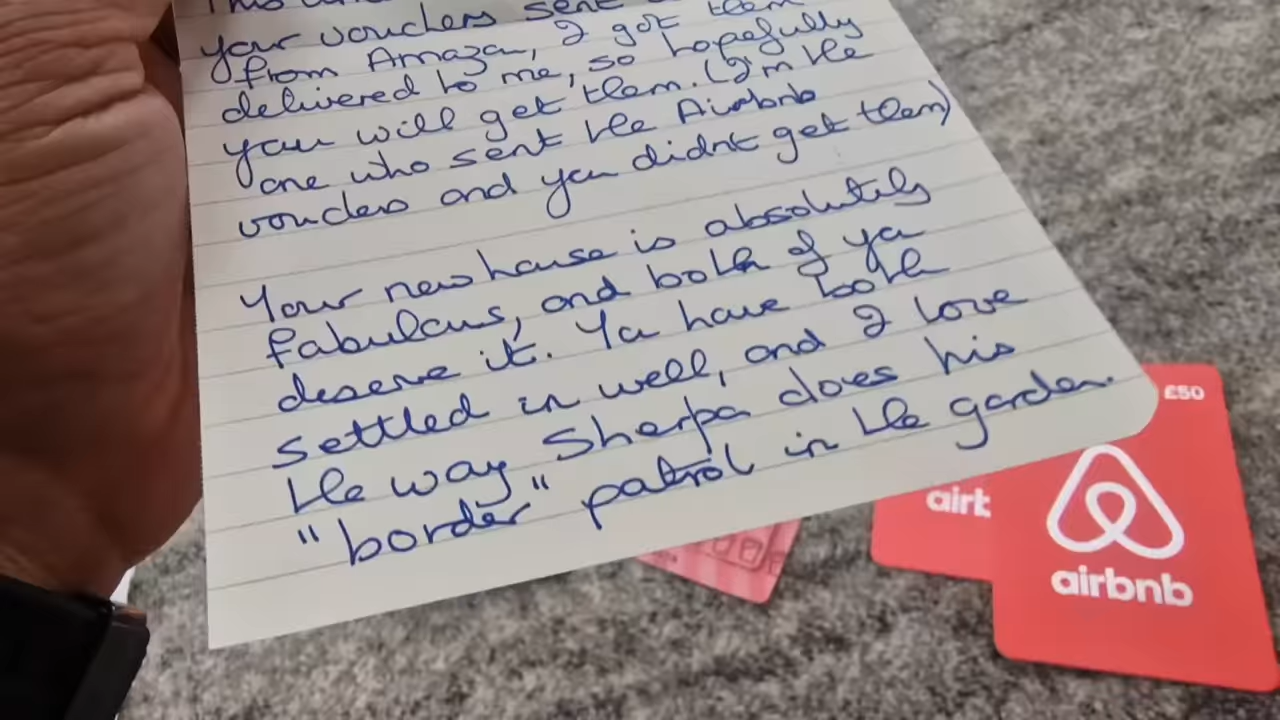 your vouchers sent
from Amazon, I got them
delivered to me, so hopefully
you will get them. (I'm the
one who sent the Airbnb
vouchers and you didnt get them)
Your new house is absolutely
fabulous, and both of ya
deserve it. Ya have both
settled in well, and I love
the way Sherpa does his
"border" patrol in the garden.
£50
airb
airbnb